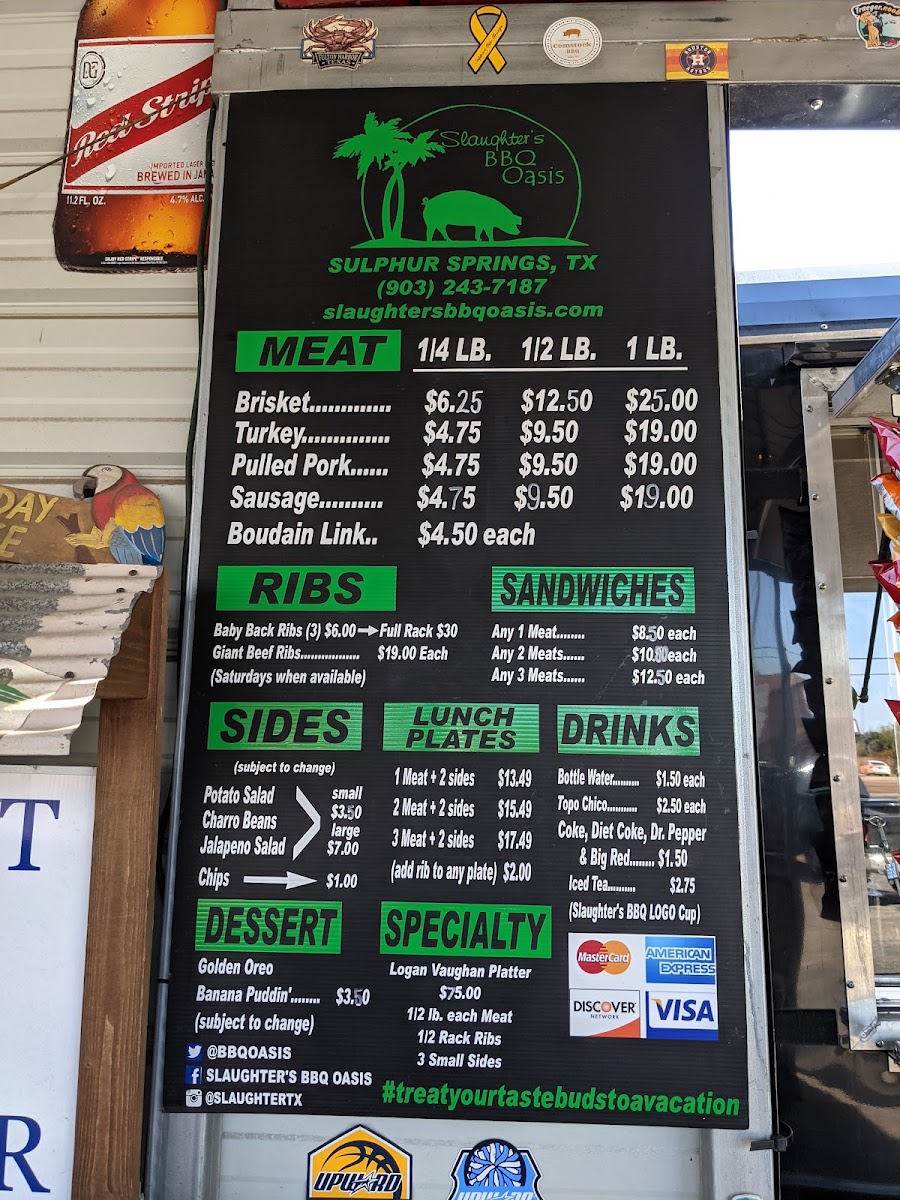 FULTON HARBOR
TEXAS
Comstock
BBQ
HOUSTON
ASTROS
H
Red Strip
IMPORTED LAGER
BREWED IN JAMA
11.2 FL. OZ.
4.7% ALC.
Slaughter's
BBQ
Oasis
SULPHUR SPRINGS, TX
(903) 243-7187
slaughtersbbqoasis.com
MEAT 1/4 LB. 1/2 LB. 1 LB.
Brisket............. $6.25 $12.50 $25.00
Turkey.............. $4.75 $9.50 $19.00
Pulled Pork...... $4.75 $9.50 $19.00
Sausage.......... $4.75 $9.50 $19.00
Boudain Link.. $4.50 each
DAY
E
RIBS
Baby Back Ribs (3) $6.00→Full Rack $30
Giant Beef Ribs................. $19.00 Each
(Saturdays when available)
SANDWICHES
Any 1 Meat........ $8.50 each
Any 2 Meats...... each
Any 3 Meats...... $12.50 each
SIDES
(subject to change)
Potato Salad
Charro Beans
Jalapeno Salad
small
$3.50
large
$7.00
Chips → $1.00
LUNCH
PLATES
1 Meat + 2 sides $13.49
2 Meat + 2 sides $15.49
3 Meat + 2 sides $17.49
(add rib to any plate) $2.00
DRINKS
Bottle Water.......... $1.50 each
Topo Chico........... $2.50 each
Coke, Diet Coke, Dr. Pepper
& Big Red........ $1.50
Iced Tea.......... $2.75
(Slaughter's BBQ LOGO Cup)
DESSERT
Golden Oreo
Banana Puddin'........ $3.50
(subject to change)
SPECIALTY
Logan Vaughan Platter
$75.00
1/2 lb. each Meat
1/2 Rack Ribs
3 Small Sides
MasterCard
AMERICAN
EXPRESS
DISCOVER
NETWORK
VISA
@BBQOASIS
SLAUGHTER'S BBQ OASIS
@SLAUGHTERTX
#treatyourtastebudstoavacation
T
R
UPWARD
UPWARD